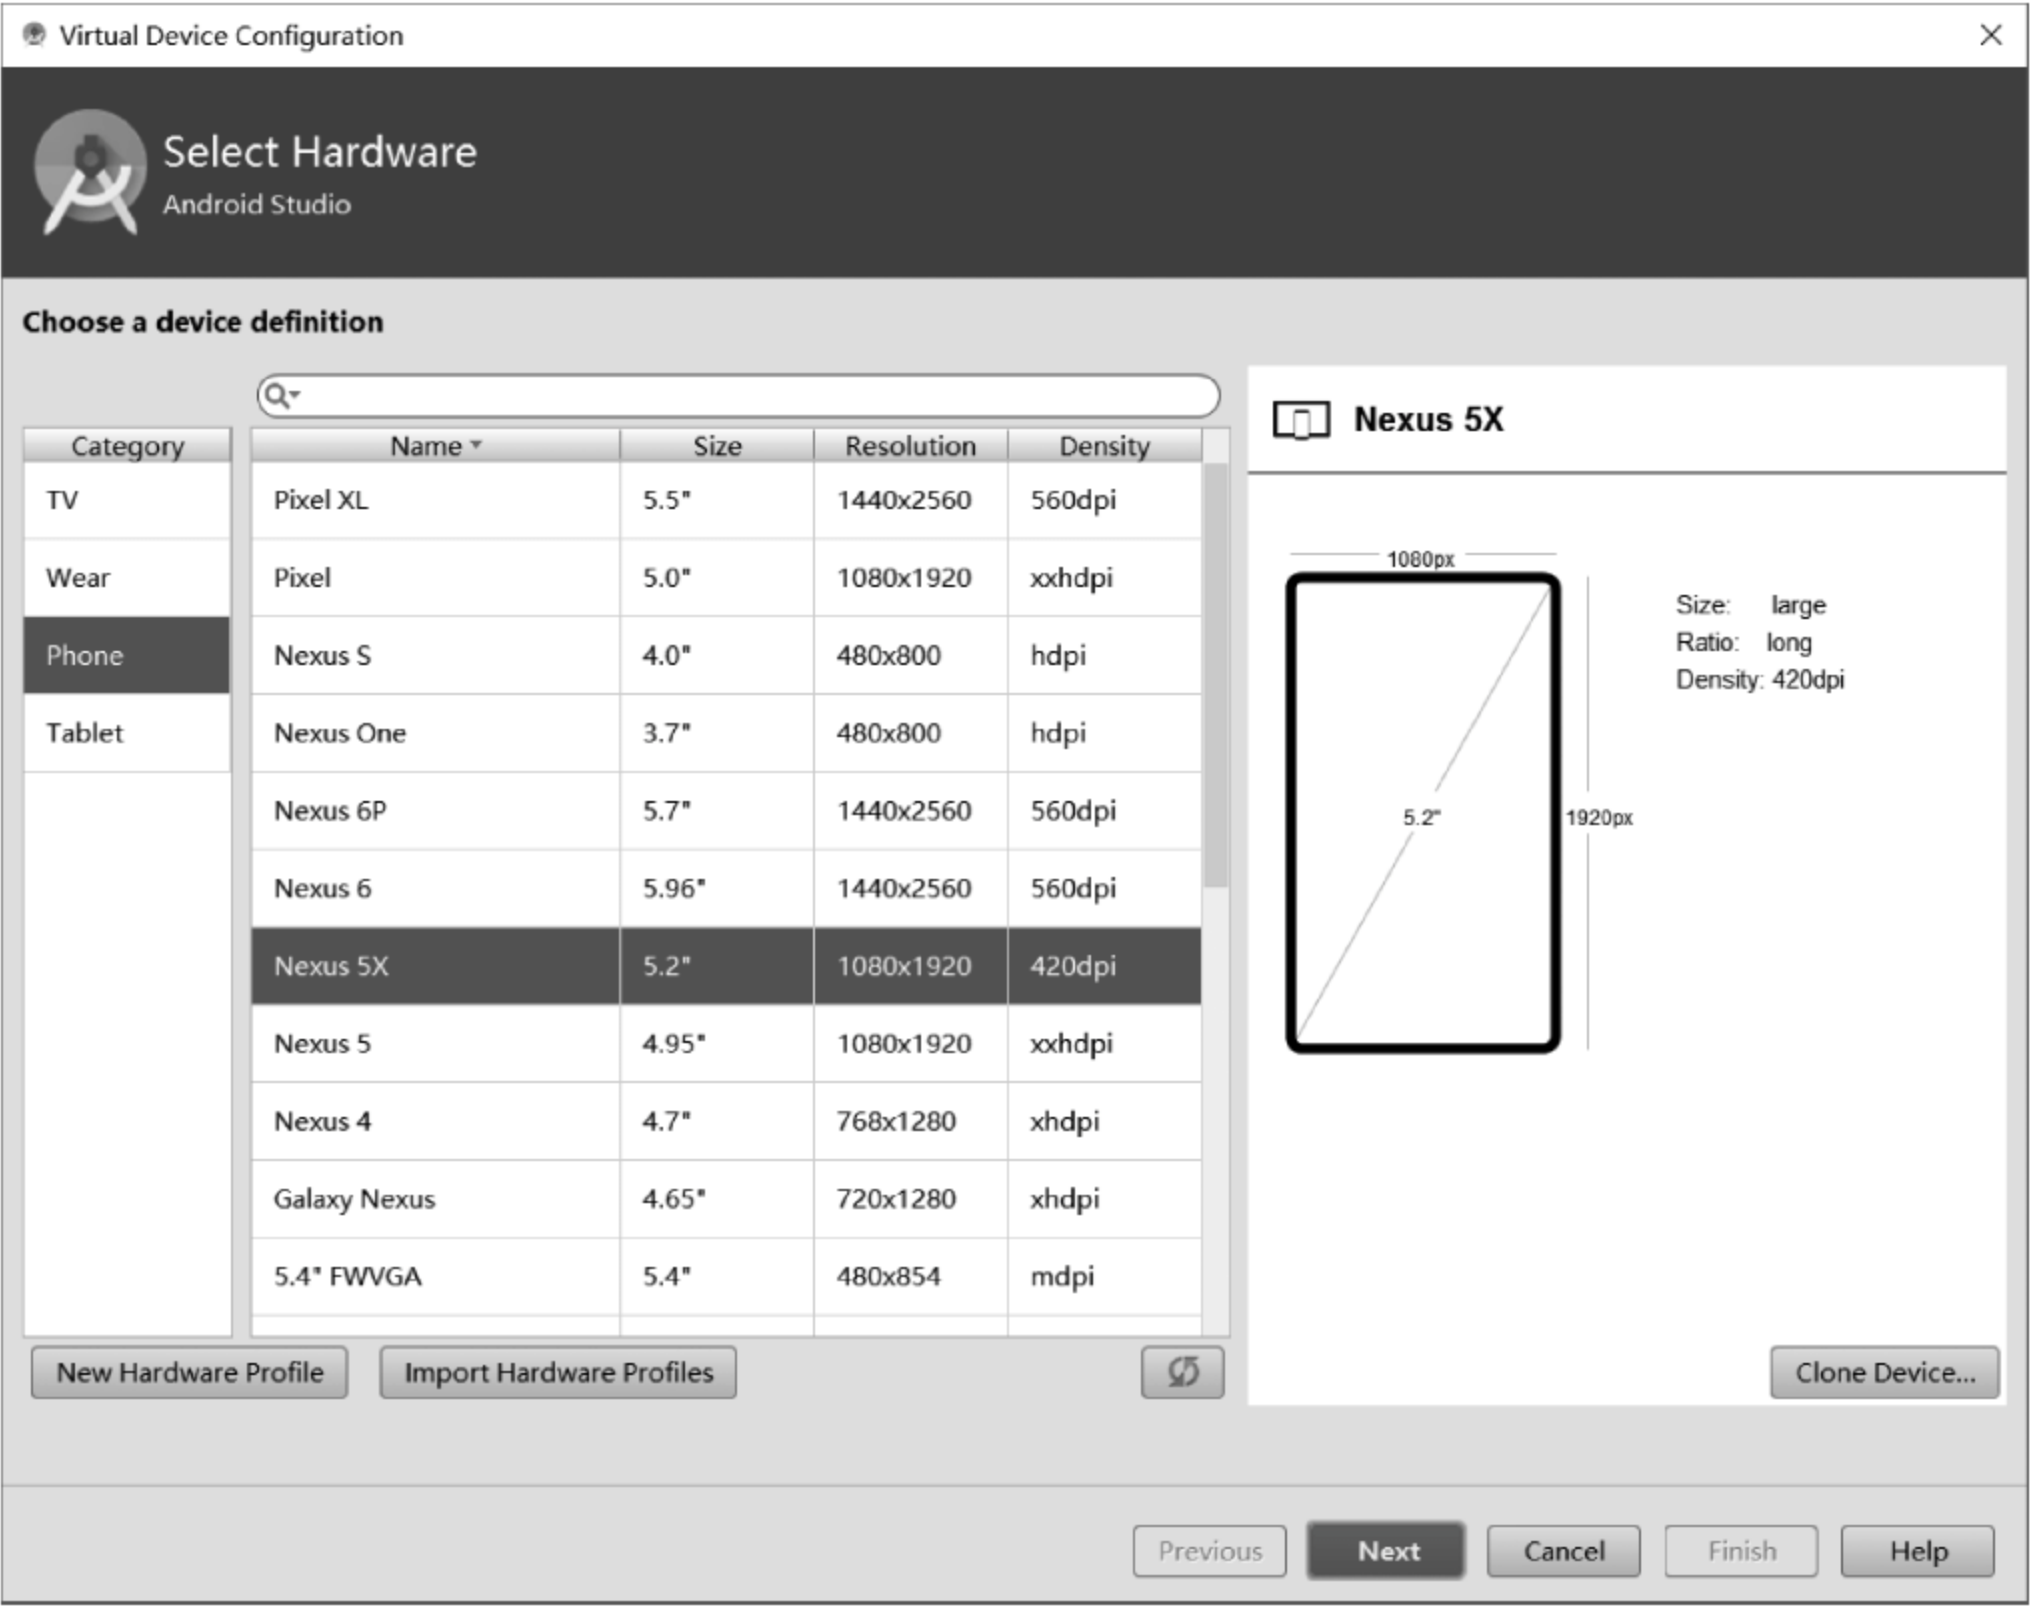 Virtual Device Configuration
Select Hardware
Android Studio
Choose a device definition
Category
TV
Wear
Phone
Tablet
Name Size Resolution Density
Pixel XL 5.5" 1440x2560 560dpi
Pixel 5.0" 1080x1920 xxhdpi
Nexus S 4.0" 480x800 hdpi
Nexus One 3.7" 480x800 hdpi
Nexus 6P 5.7" 1440x2560 560dpi
Nexus 6 5.96" 1440x2560 560dpi
Nexus 5X 5.2" 1080x1920 420dpi
Nexus 5 4.95" 1080x1920 xxhdpi
Nexus 4 4.7" 768x1280 xhdpi
Galaxy Nexus 4.65" 720x1280 xhdpi
5.4" FWVGA 5.4" 480x854 mdpi
Nexus 5X
1080px
Size: large
Ratio: long
Density: 420dpi
5.2"
1920px
New Hardware Profile
Import Hardware Profiles
Clone Device...
Previous
Next
Cancel
Finish
Help